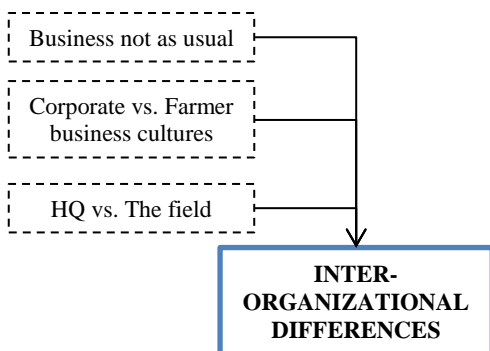 Business not as usual
Corporate vs. Farmer
business cultures
HQ vs. The field
INTER-
ORGANIZATIONAL
DIFFERENCES